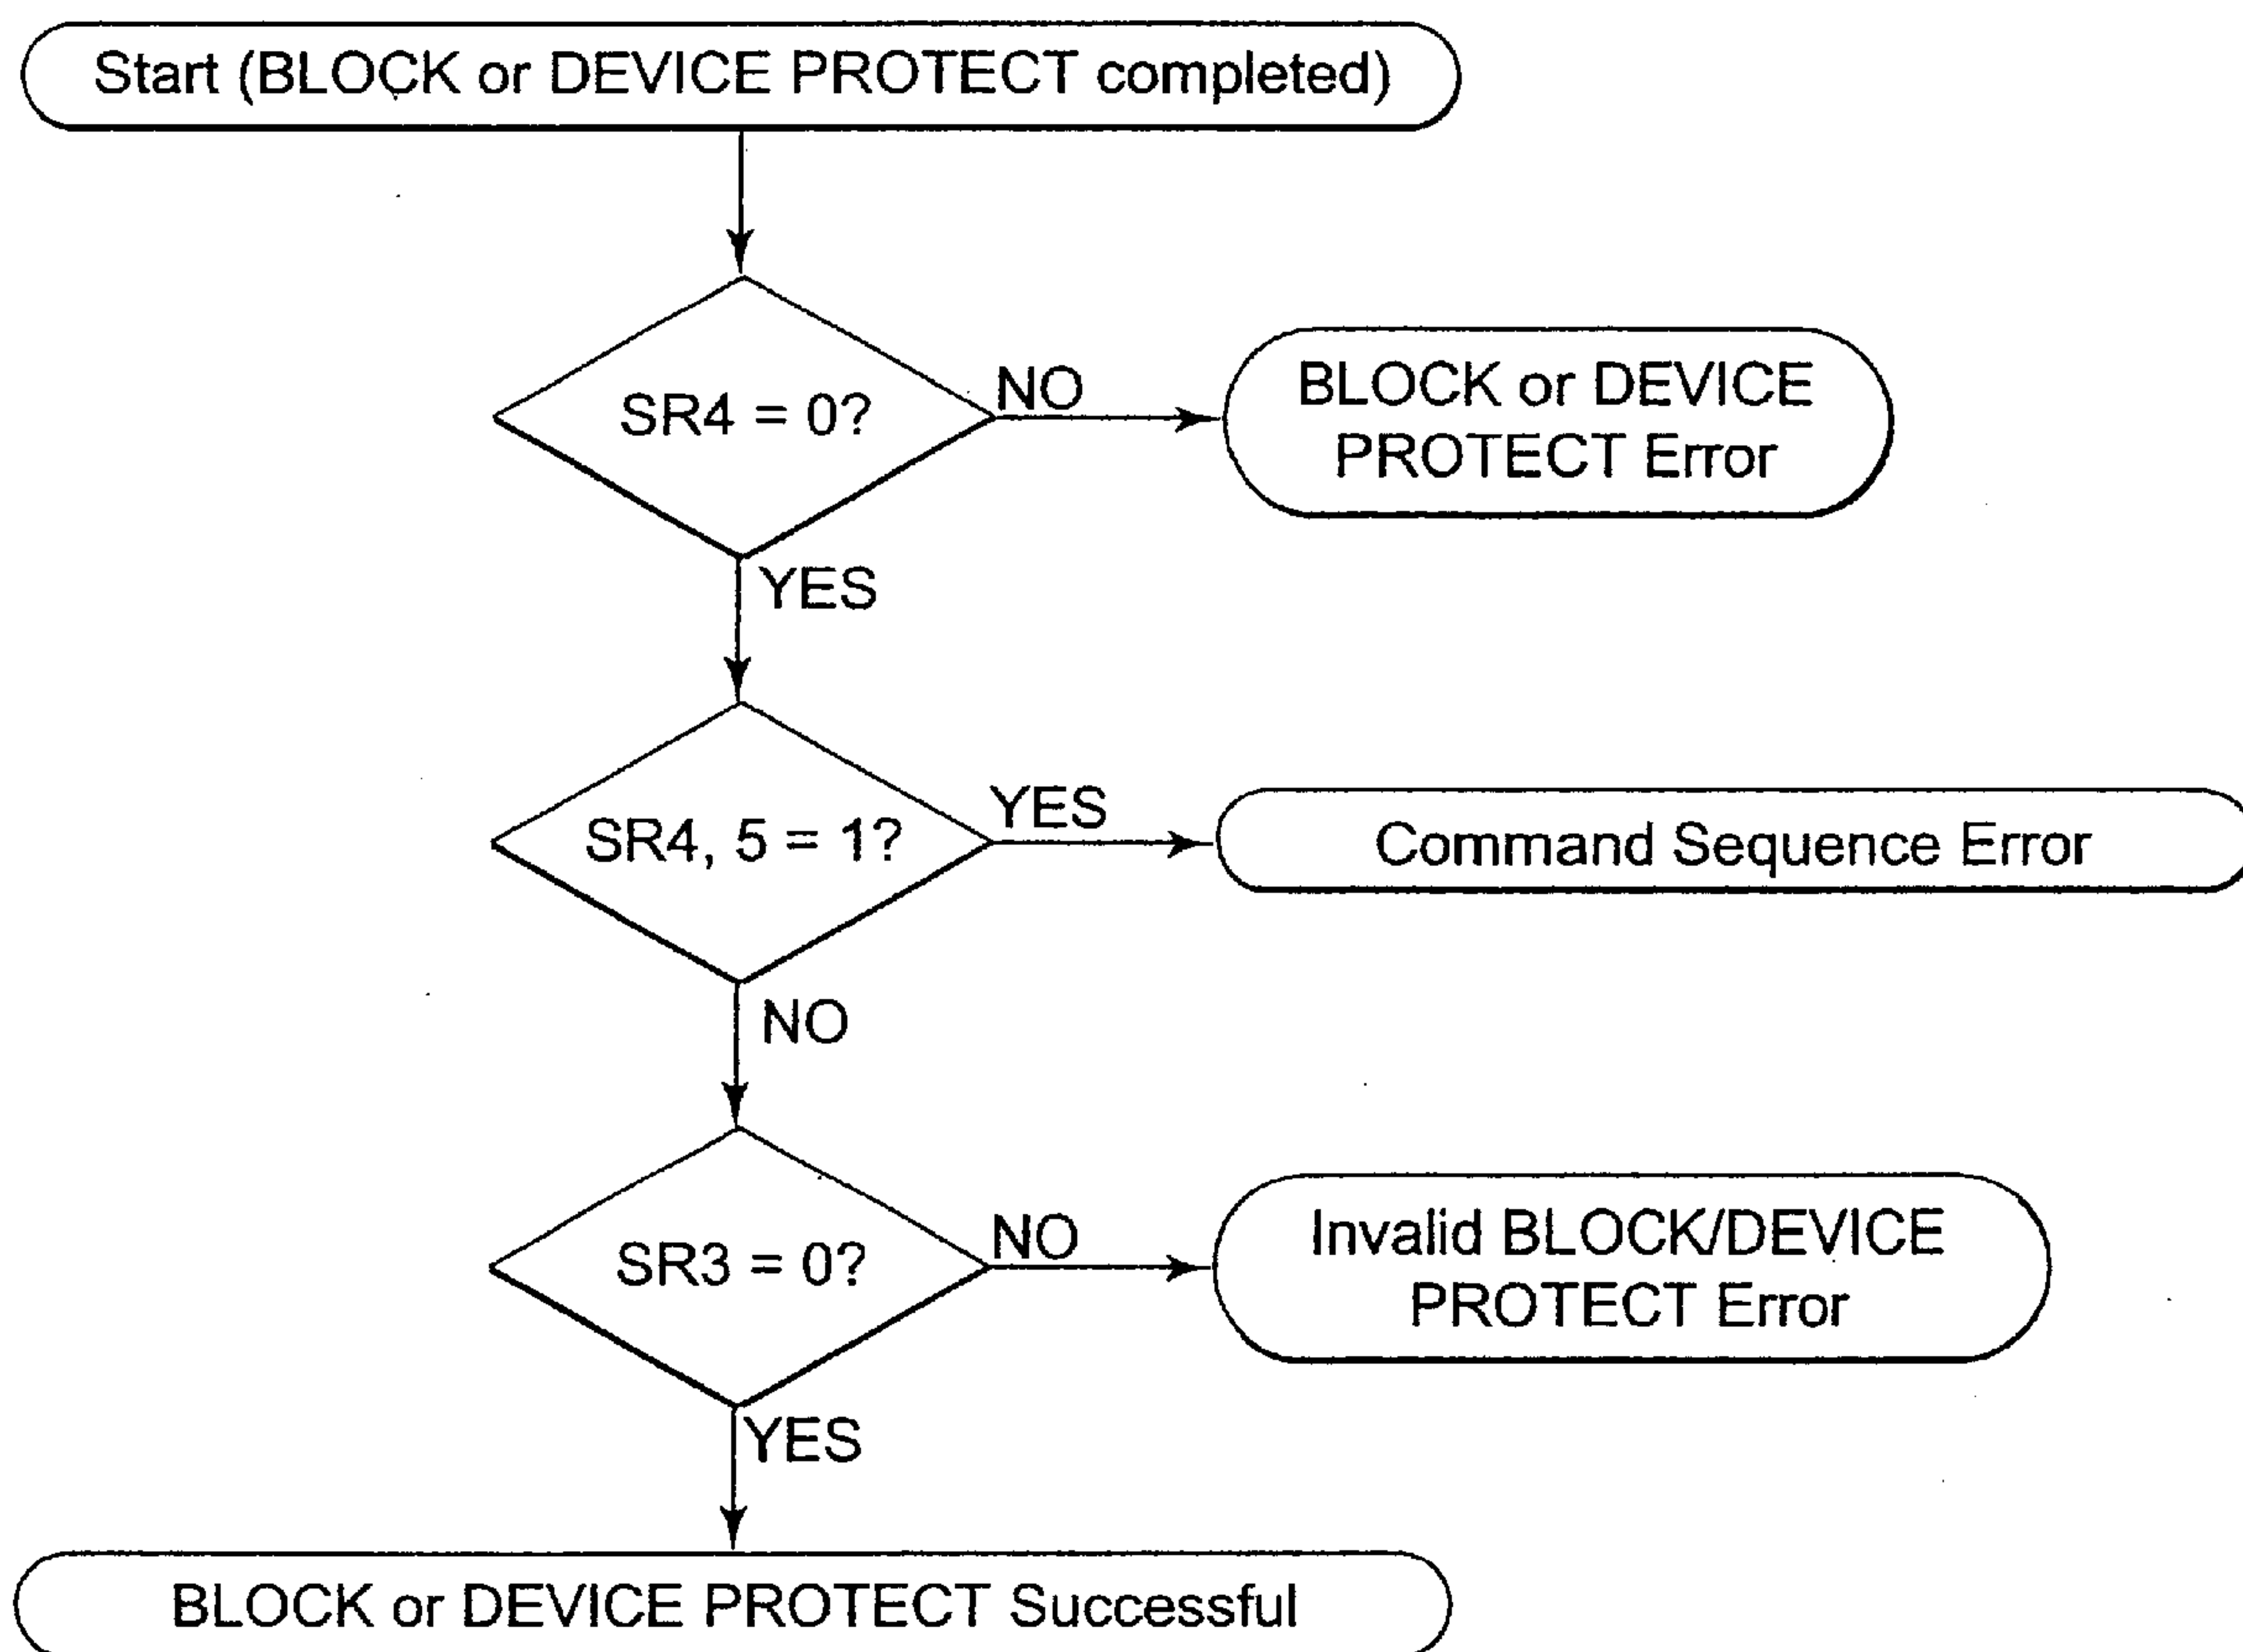 Start (BLOCK or DEVICE PROTECT completed)
SR4 = 0?
NO
BLOCK or DEVICE
PROTECT Error
YES
SR4, 5 = 1?
YES
Command Sequence Error
NO
SR3 = 0?
NO
Invalid BLOCK/DEVICE
PROTECT Error
YES
BLOCK or DEVICE PROTECT Successful